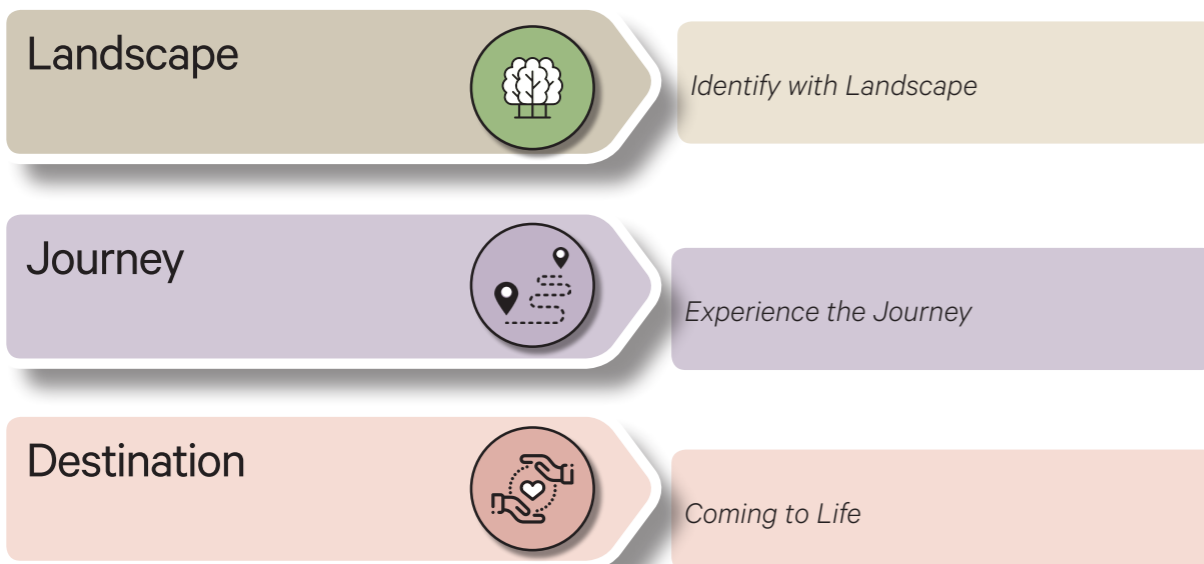 Landscape
Identify with Landscape
Journey
Experience the Journey
Destination
Coming to Life